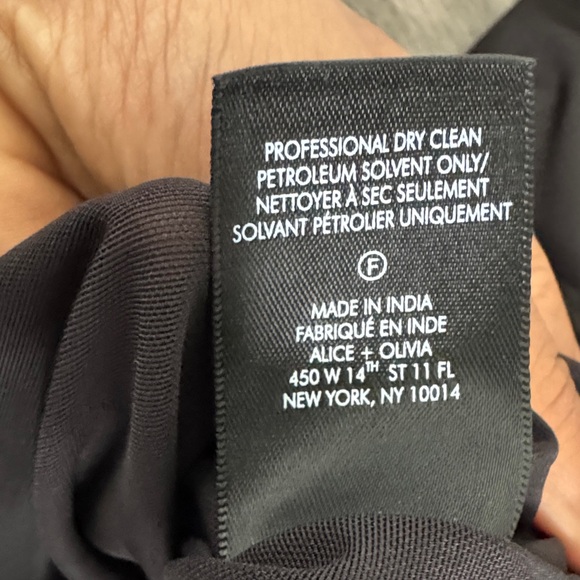 PROFESSIONAL DRY CLEAN
PETROLEUM SOLVENT ONLY/
NETTOYER À SEC SEULEMENT
SOLVANT PÉTROLIER UNIQUEMENT
F
MADE IN INDIA
FABRIQUÉ EN INDE
ALICE + OLIVIA
450 W 14TH ST 11 FL
NEW YORK, NY 10014